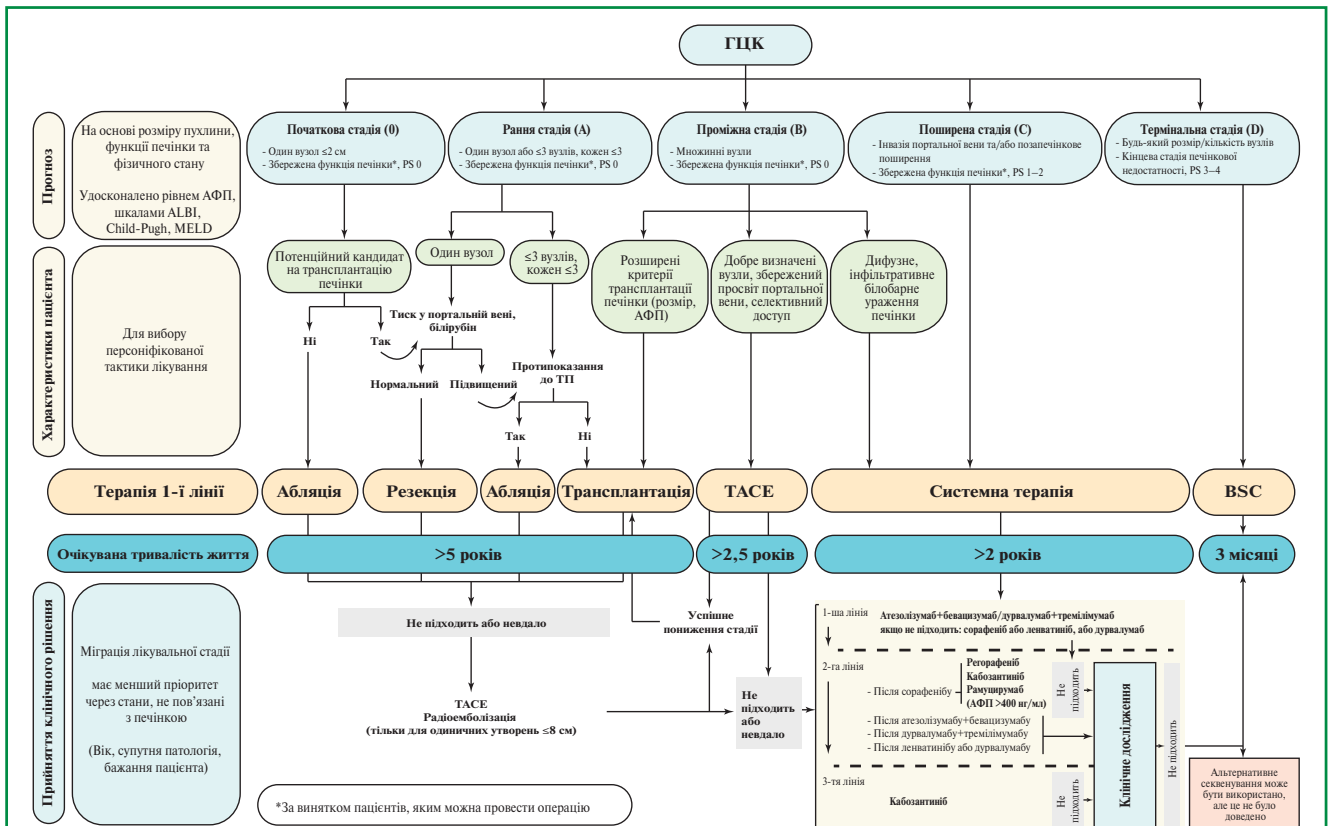 ГЦК
Прогноз
На основі розміру пухлини,
функції печінки та
фізичного стану
Удосконалено рівнем АФП,
шкалами ALBI,
Child-Pugh, MELD
Початкова стадія (0)
- Один вузол ≤2 см
- Збережена функція печінки*, PS 0
Рання стадія (A)
- Один вузол або ≤3 вузлів, кожен ≤3
- Збережена функція печінки*, PS 0
Проміжна стадія (B)
- Множинні вузли
- Збережена функція печінки*, PS 0
Поширена стадія (C)
- Інвазія портальної вени та/або позапечінкове
поширення
- Збережена функція печінки*, PS 1–2
Термінальна стадія (D)
- Будь-який розмір/кількість вузлів
- Кінцева стадія печінкової
недостатності, PS 3–4
Характеристики пацієнта
Для вибору
персоніфікованої
тактики лікування
Потенційний кандидат
на трансплантацію
печінки
Один вузол
≤3 вузлів,
кожен ≤3
Розширені
критерії
трансплантації
печінки (розмір,
АФП)
Добре визначені
вузли, збережений
просвіт портальної
вени, селективний
доступ
Дифузне,
інфільтративне
білобарне
ураження
печінки
Ні
Так
Тиск у портальній вені,
білірубін
Нормальний
Підвищений
Протипоказання
до ТП
Так
Ні
Терапія 1-ї лінії
Абляція
Резекція
Абляція
Трансплантація
TACE
Системна терапія
BSC
Очікувана тривалість життя
>5 років
>2,5 років
>2 років
3 місяці
Прийняття клінічного рішення
Міграція лікувальної стадії
має менший пріоритет
через стани, не пов’язані
з печінкою
(Вік, супутня патологія,
бажання пацієнта)
Не підходить або невдало
TACE
Радіоемболізація
(тільки для одиничних утворень ≤8 см)
Успішне
пониження стадії
Не
підходить
або
невдало
1-ша лінія
Атезолізумаб+бевацизумаб/дурвалумаб+тремілімумаб
якщо не підходить: сорафеніб або ленватиніб, або дурвалумаб
2-га лінія
- Після сорафенібу
Регорафеніб
Кабозантиніб
Рамуцирумаб
(АФП >400 нг/мл)
Не
підходить
- Після атезолізумабу+бевацизумабу
- Після дурвалумабу+тремілімумабу
- Після ленватинібу або дурвалумабу
3-тя лінія
Кабозантиніб
Не
підходить
Клінічне дослідження
Не підходить
Альтернативне
секвенування може
бути використано,
але це не було
доведено
*За винятком пацієнтів, яким можна провести операцію